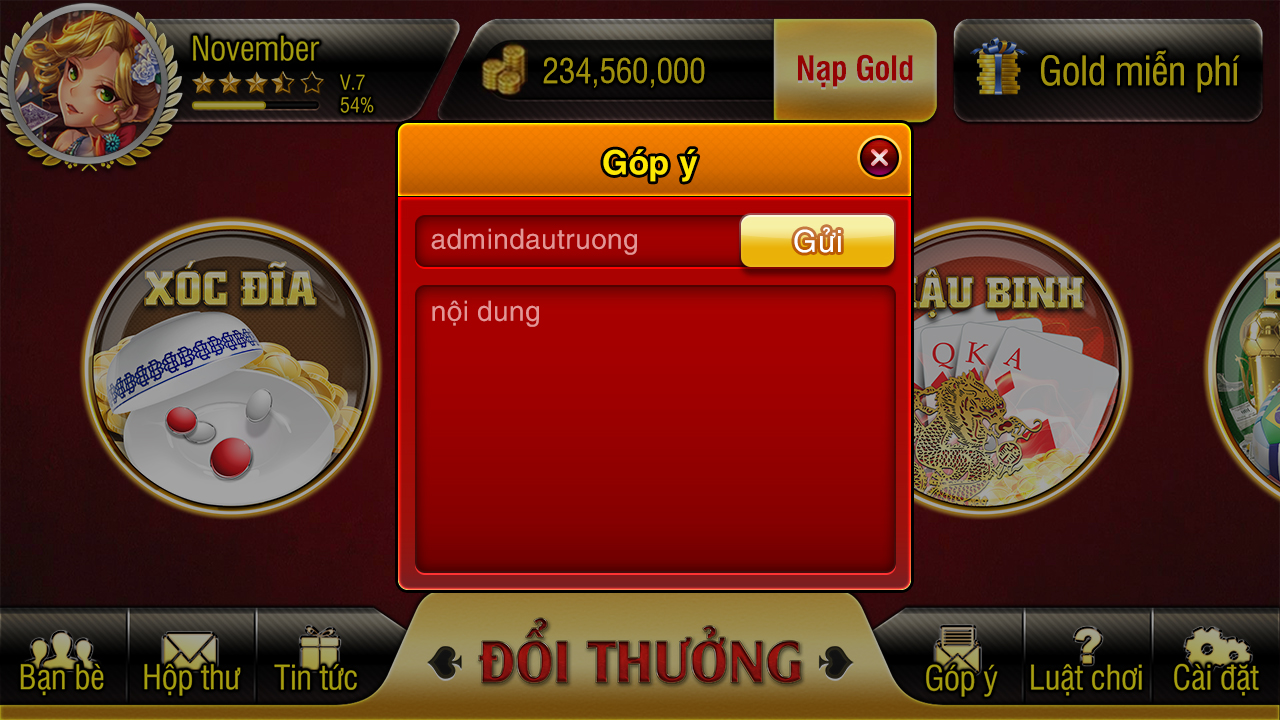 November
V.7
54%
234,560,000
Nạp Gold
Gold miễn phí
Góp ý
admindautruong
Gửi
nội dung
XÓC ĐĨA
ẬU BINH
Q K A
Bạn bè
Hộp thư
Tin tức
ĐỔI THƯỞNG
Góp ý
Luật chơi
Cài đặt